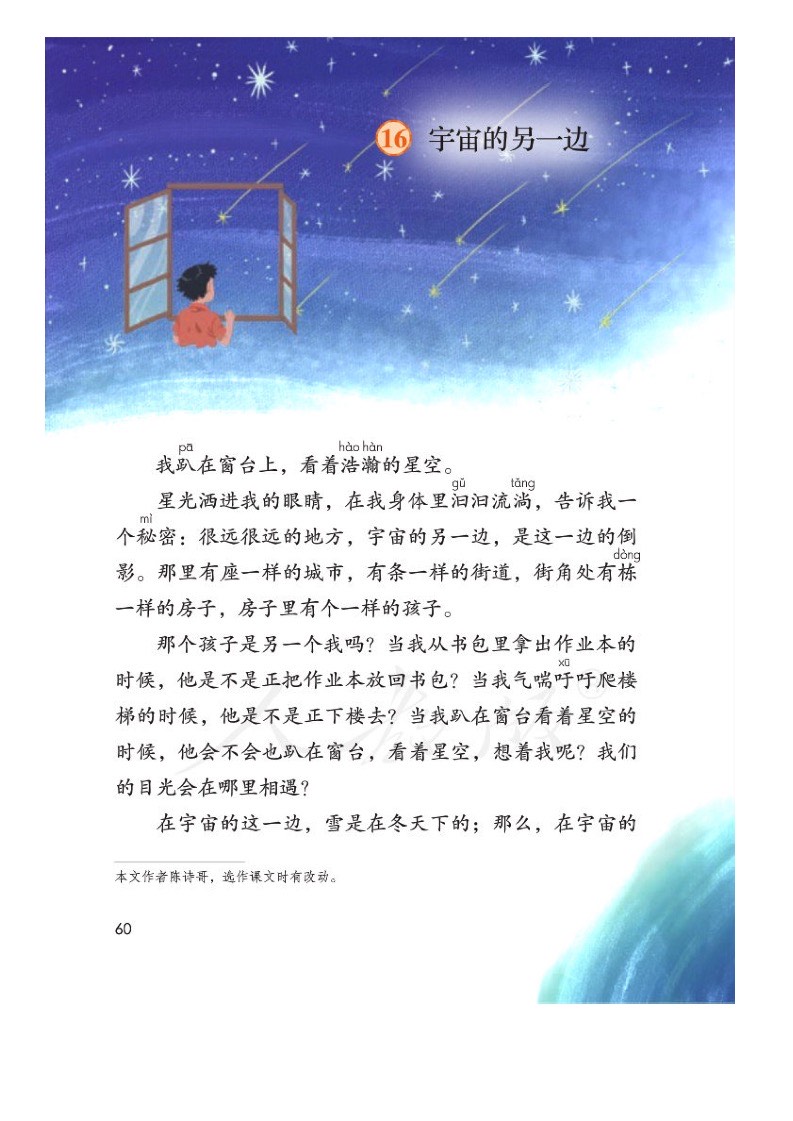 16 宇宙的另一边
pā hào hàn
我趴在窗台上，看着浩瀚的星空。
gǔ tǎng
星光洒进我的眼睛，在我身体里汩汩流淌，告诉我一
mì
个秘密：很远很远的地方，宇宙的另一边，是这一边的倒
dòng
影。那里有座一样的城市，有条一样的街道，街角处有栋
一样的房子，房子里有个一样的孩子。
那个孩子是另一个我吗？当我从书包里拿出作业本的
xū
时候，他是不是正把作业本放回书包？当我气喘吁吁爬楼
梯的时候，他是不是正下楼去？当我趴在窗台看着星空的
时候，他会不会也趴在窗台，看着星空，想着我呢？我们
的目光会在哪里相遇？
在宇宙的这一边，雪是在冬天下的；那么，在宇宙的
本文作者陈诗哥，选作课文时有改动。
60
人教版®